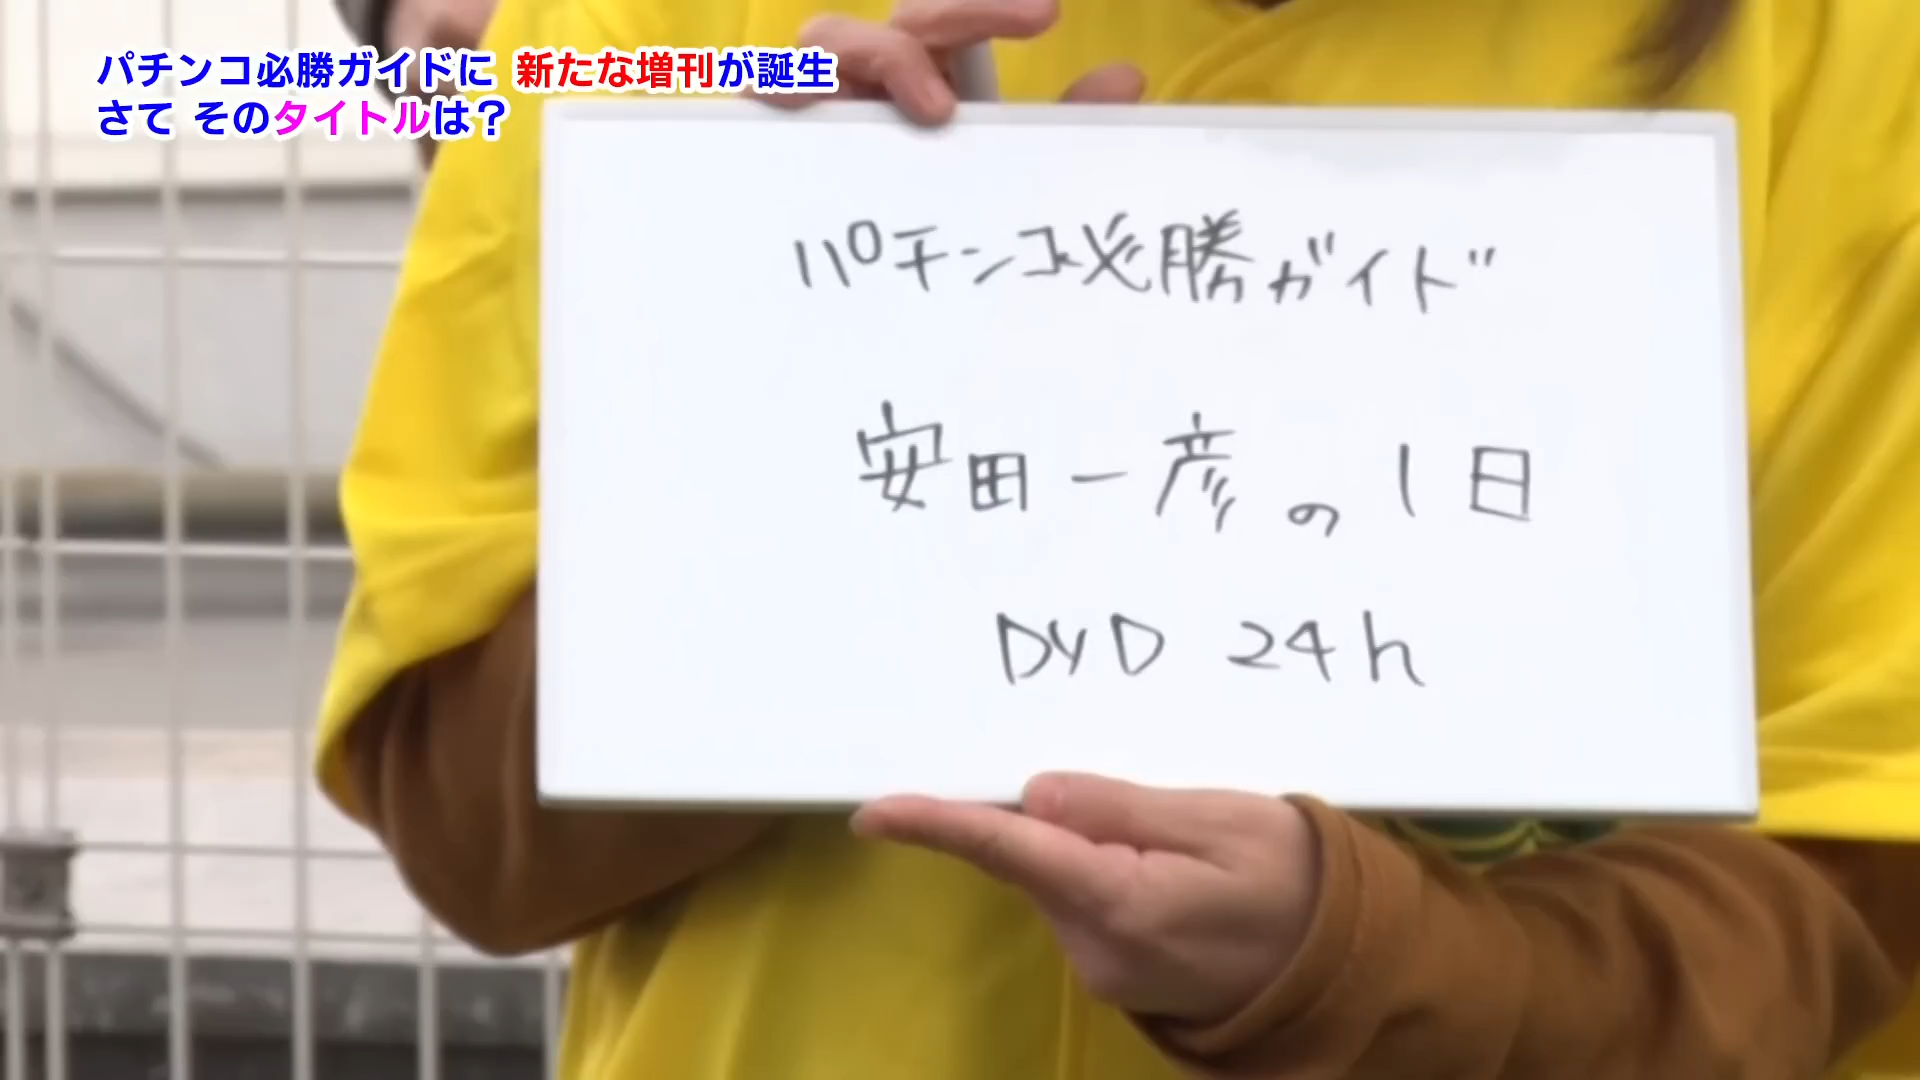 パチンコ必勝ガイドに 新たな増刊が誕生
さて そのタイトルは？
パチンコ必勝ガイド
安田一彦の1日
DVD 24h